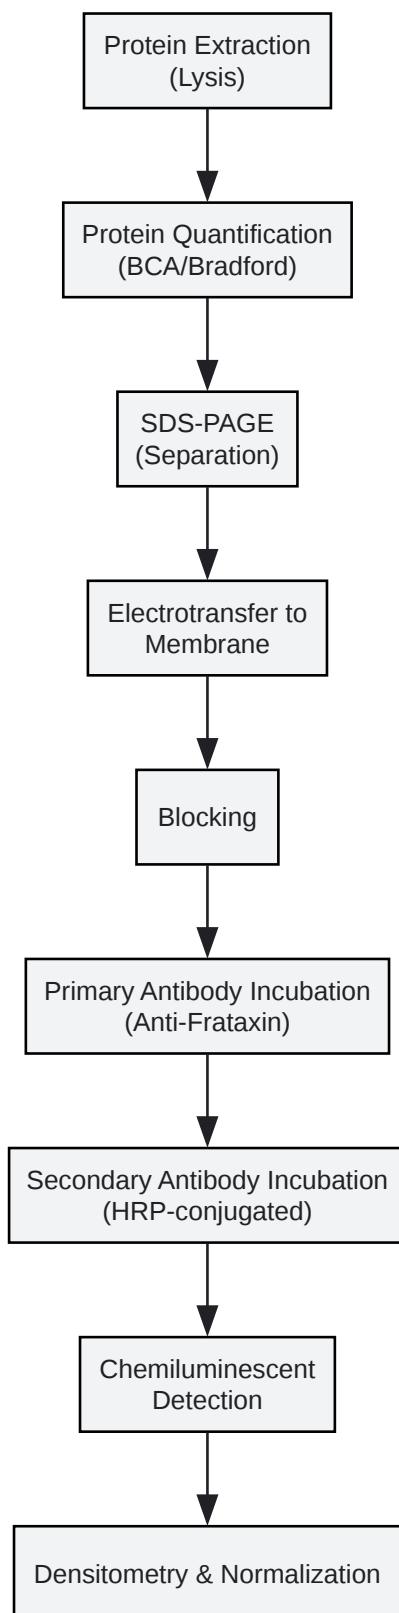 Protein Extraction
(Lysis)
Protein Quantification
(BCA/Bradford)
SDS-PAGE
(Separation)
Electrotransfer to
Membrane
Blocking
Primary Antibody Incubation
(Anti-Frataxin)
Secondary Antibody Incubation
(HRP-conjugated)
Chemiluminescent
Detection
Densitometry & Normalization